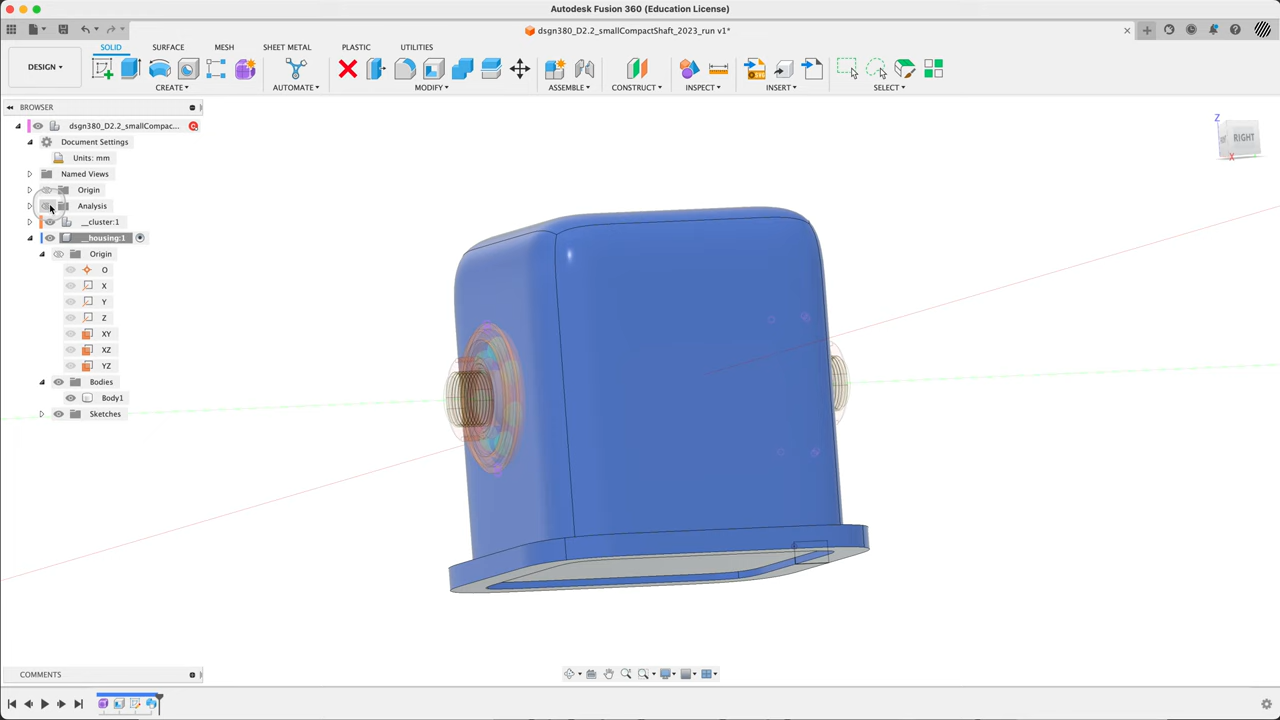 Autodesk Fusion 360 (Education License)
dsgn380_D2.2_smallCompactShaft_2023_run v1*
DESIGN
SOLID SURFACE MESH SHEET METAL PLASTIC UTILITIES
CREATE AUTOMATE MODIFY ASSEMBLE CONSTRUCT INSPECT INSERT SELECT
BROWSER
dsgn380_D2.2_smallCompac...
Document Settings
Units: mm
Named Views
Origin
Analysis
__cluster:1
__housing:1
Origin
O
X
Y
Z
XY
XZ
YZ
Bodies
Body1
Sketches
Z
RIGHT
X
COMMENTS